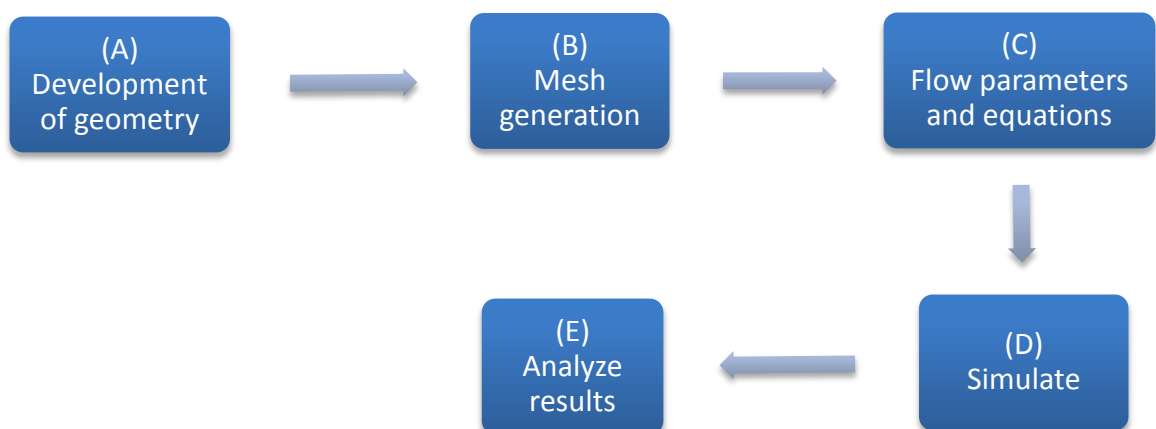 (A)
Development
of geometry
(B)
Mesh
generation
(C)
Flow parameters
and equations
(D)
Simulate
(E)
Analyze
results